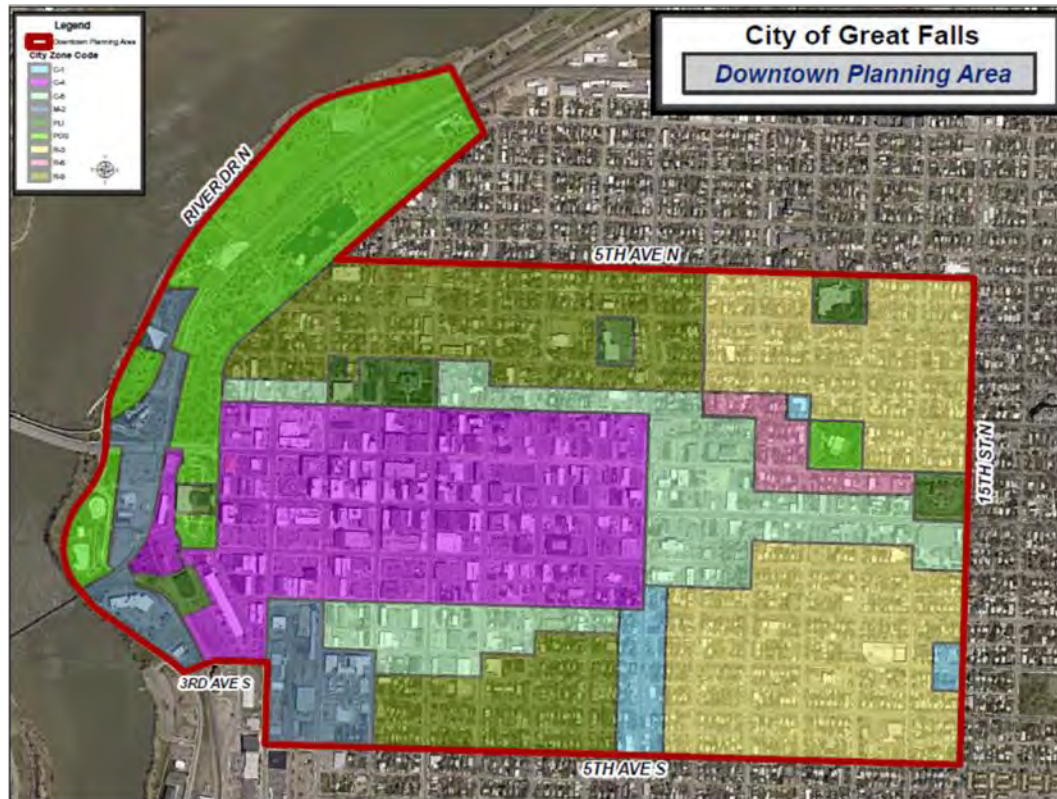 Legend
Downtown Planning Area
City Zone Code
C-1
C-4
C-5
M-2
PLI
POS
R-3
R-6
R-9
City of Great Falls
Downtown Planning Area
RIVER DR N
5TH AVE N
15TH ST N
3RD AVE S
5TH AVE S